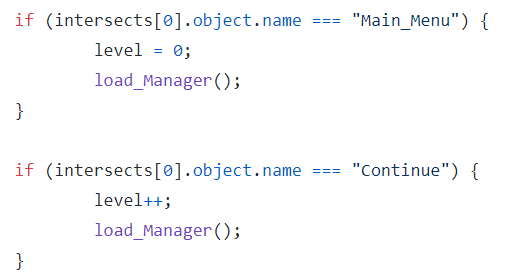 if (intersects[0].object.name === "Main_Menu") {
        level = 0;
        load_Manager();
}

if (intersects[0].object.name === "Continue") {
        level++;
        load_Manager();
}